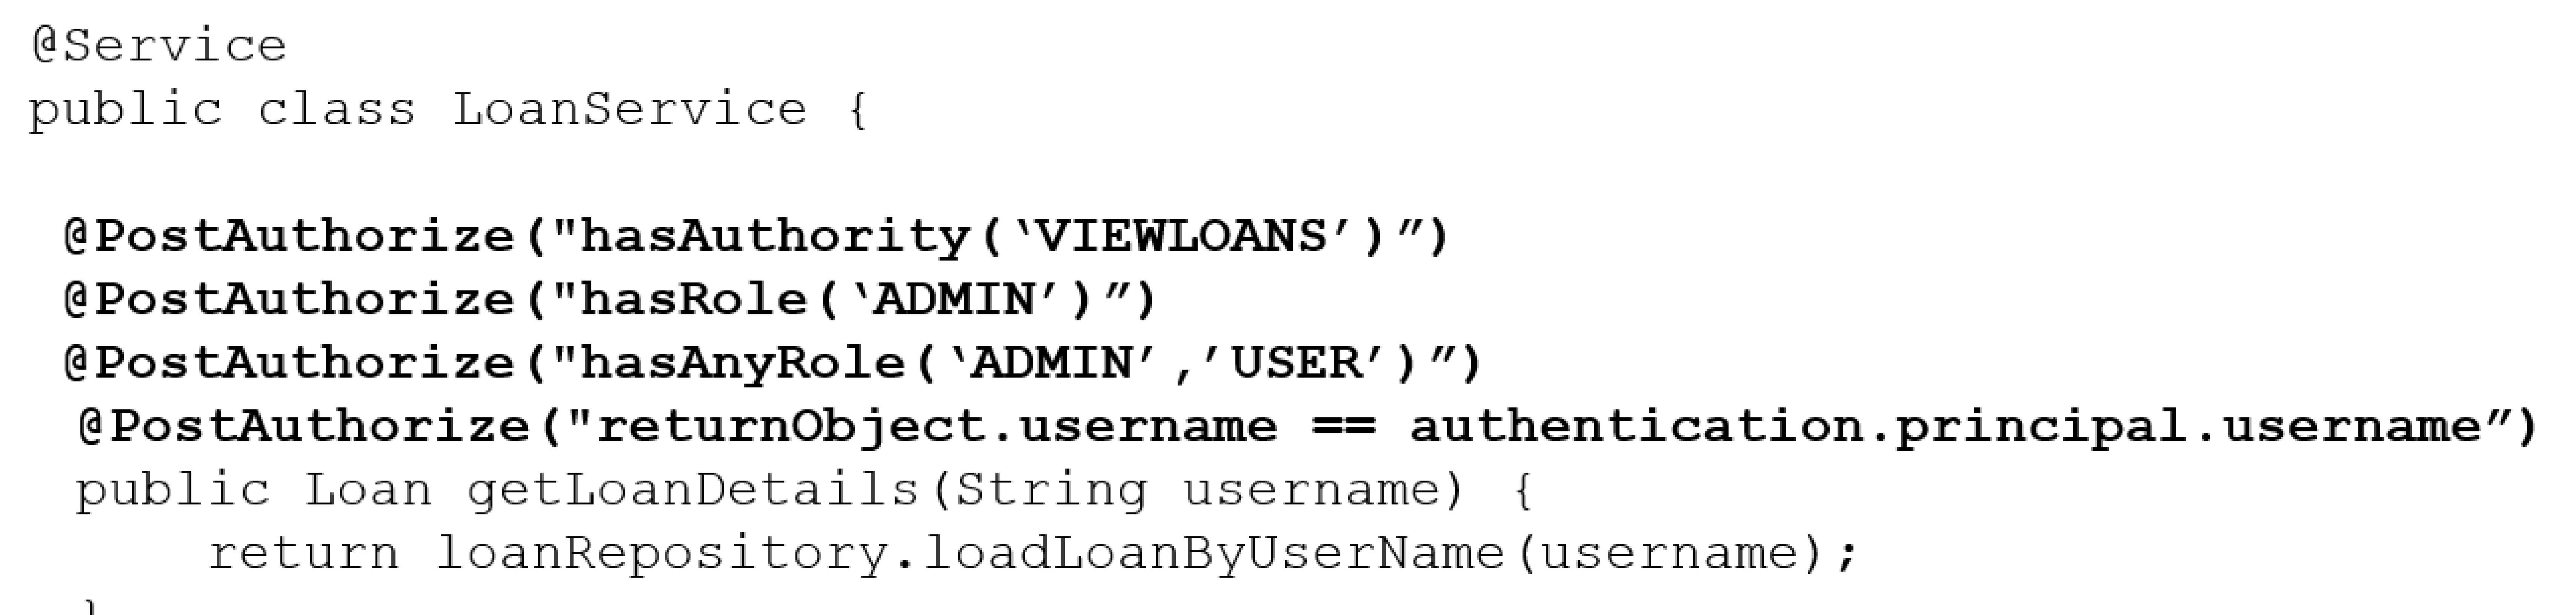 @Service
public class LoanService {
@PostAuthorize("hasAuthority(‘VIEWLOANS’)”)
@PostAuthorize("hasRole(‘ADMIN’)”)
@PostAuthorize("hasAnyRole(‘ADMIN’,’USER’)”)
@PostAuthorize("returnObject.username == authentication.principal.username”)
public Loan getLoanDetails(String username) {
return loanRepository.loadLoanByUserName(username);
}